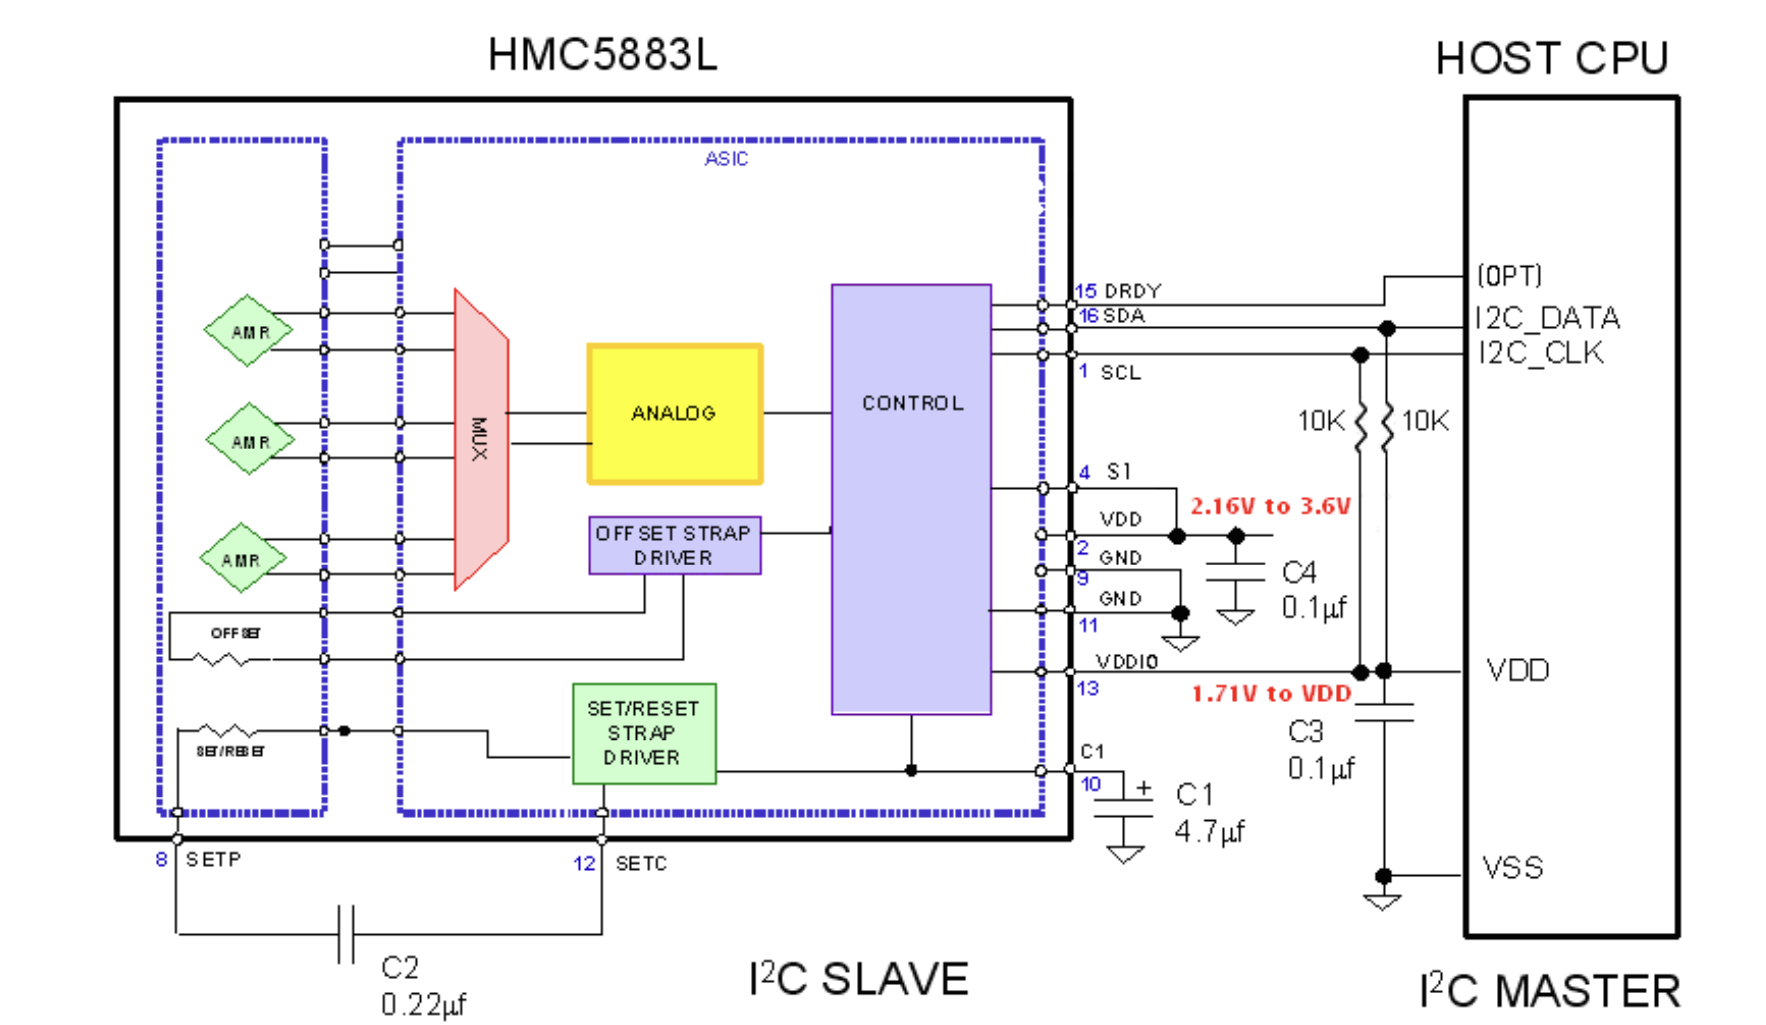 HMC5883L
HOST CPU
ASIC
AMR
AMR
AMR
MUX
ANALOG
CONTROL
OFFSET STRAP
DRIVER
OFFSET
SET/RESET
SET/RESET
STRAP
DRIVER
15 DRDY
16 SDA
1 SCL
4 S1
VDD
2
GND
9
GND
11
VDDIO
13
C1
10
2.16V to 3.6V
1.71V to VDD
C4
0.1µf
10K
10K
C3
0.1µf
+
C1
4.7µf
(OPT)
I2C_DATA
I2C_CLK
VDD
VSS
8 SETP
12 SETC
C2
0.22µf
I²C SLAVE
I²C MASTER